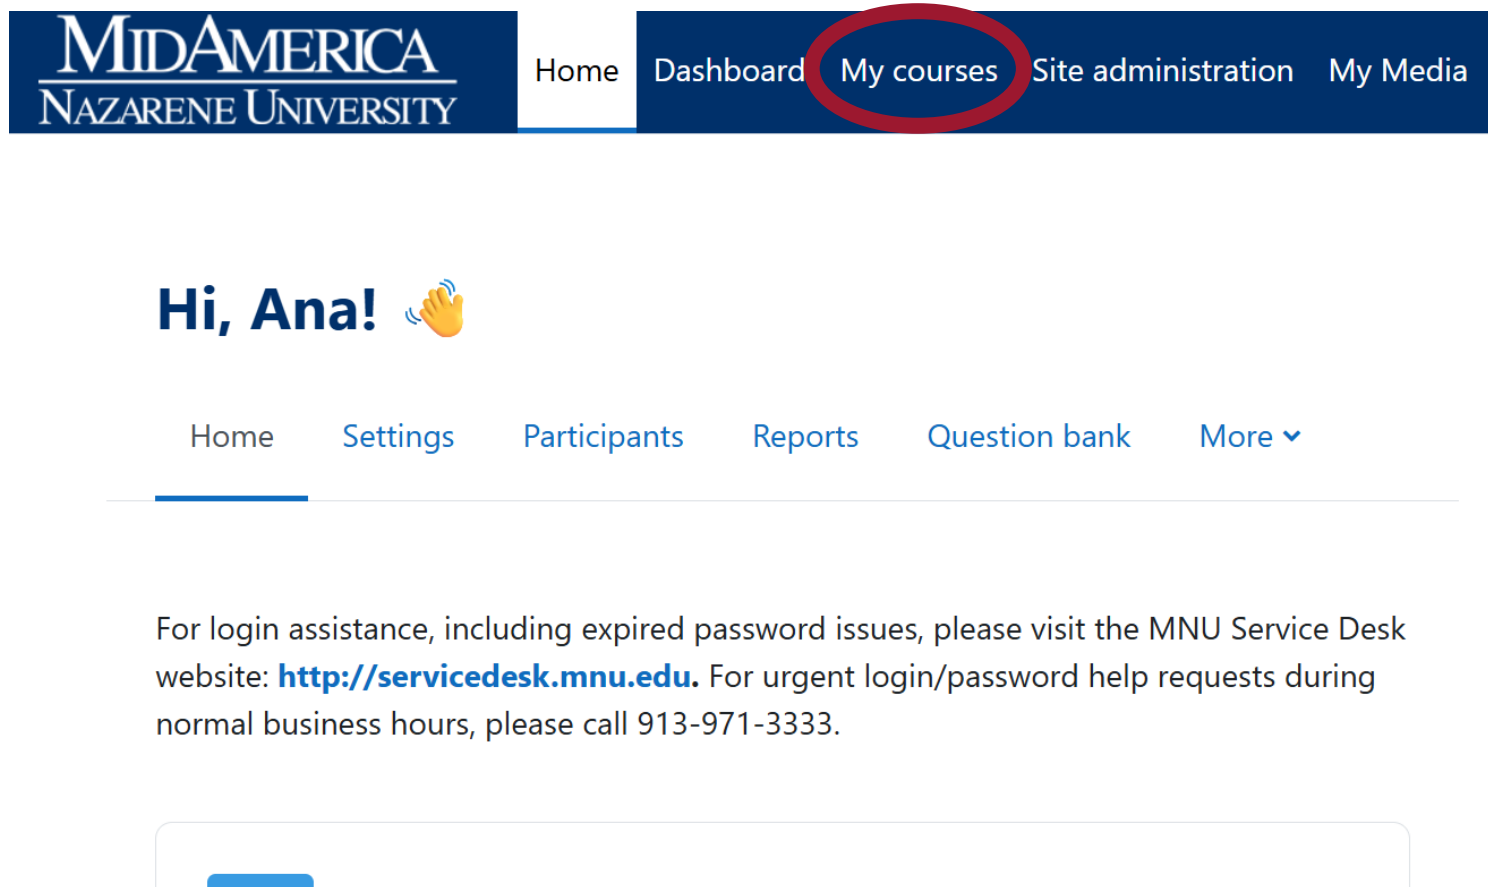 MIDAMERICA
NAZARENE UNIVERSITY
Home Dashboard My courses Site administration My Media
Hi, Ana! 👋
Home Settings Participants Reports Question bank More
For login assistance, including expired password issues, please visit the MNU Service Desk
website: http://servicedesk.mnu.edu. For urgent login/password help requests during
normal business hours, please call 913-971-3333.